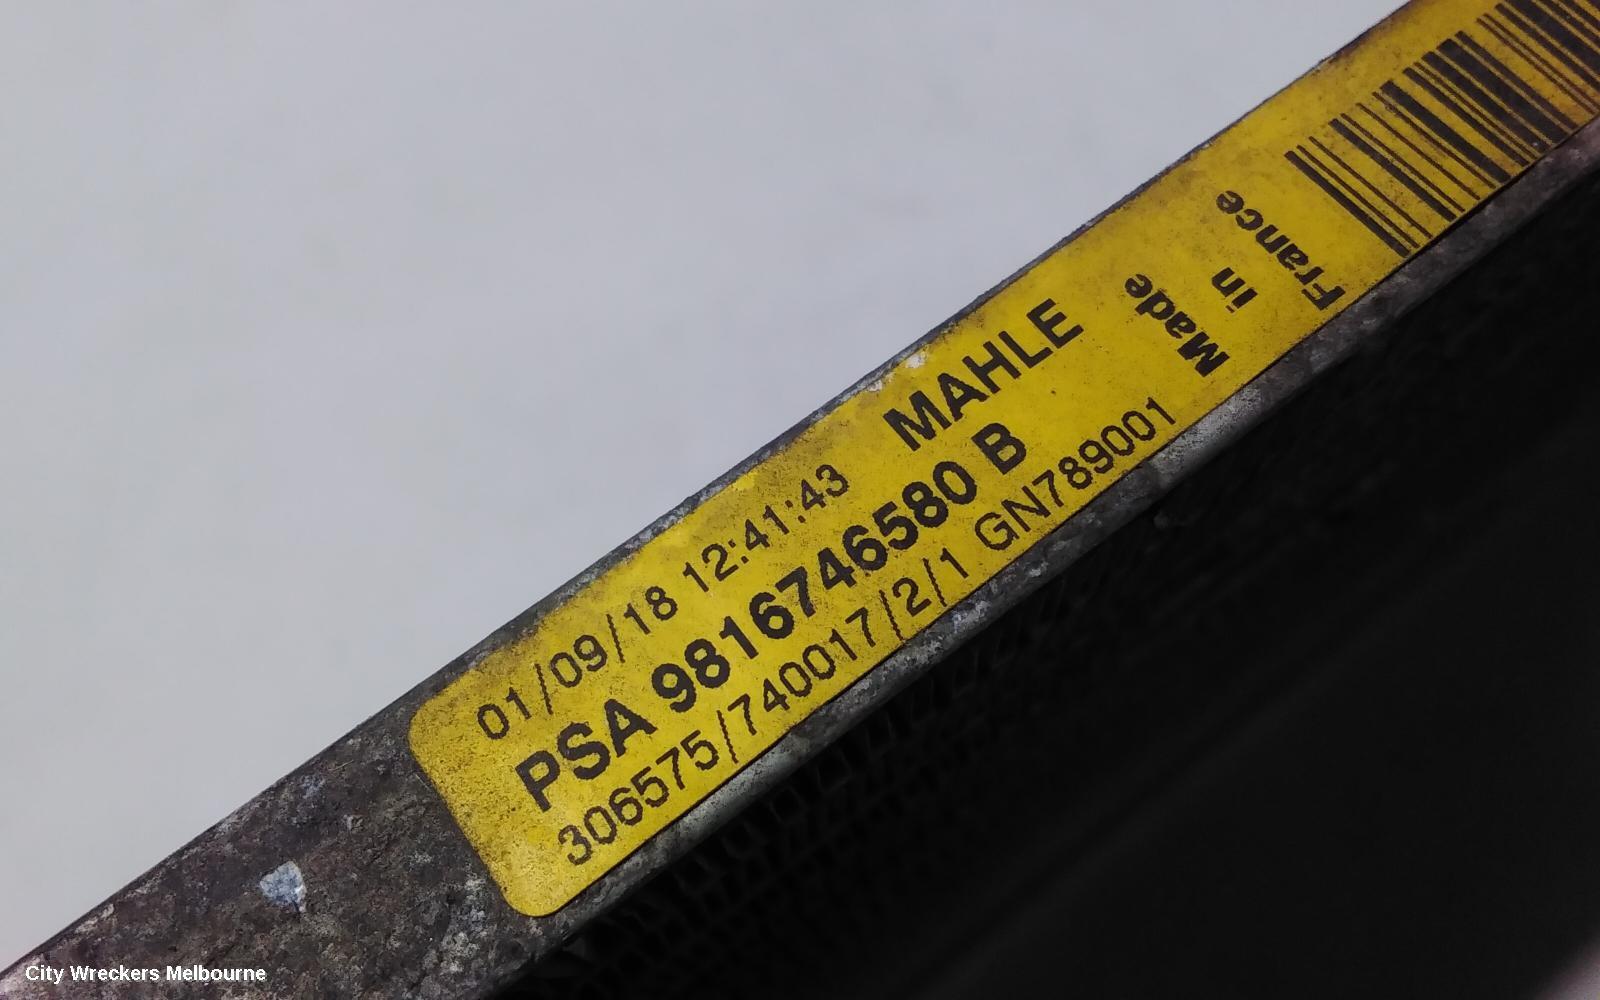 01/09/18 12:41:43 MAHLE
PSA 9816746580 B
306575/740017/2/1 GN789001
Made
in
France
City Wreckers Melbourne